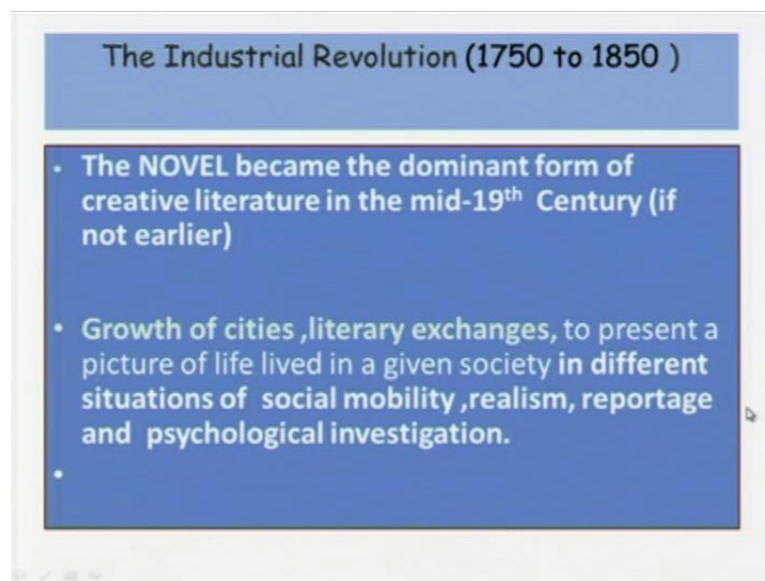 The Industrial Revolution (1750 to 1850 )
• The NOVEL became the dominant form of
creative literature in the mid-19th Century (if
not earlier)
• Growth of cities ,literary exchanges, to present a
picture of life lived in a given society in different
situations of social mobility ,realism, reportage
and psychological investigation.
•